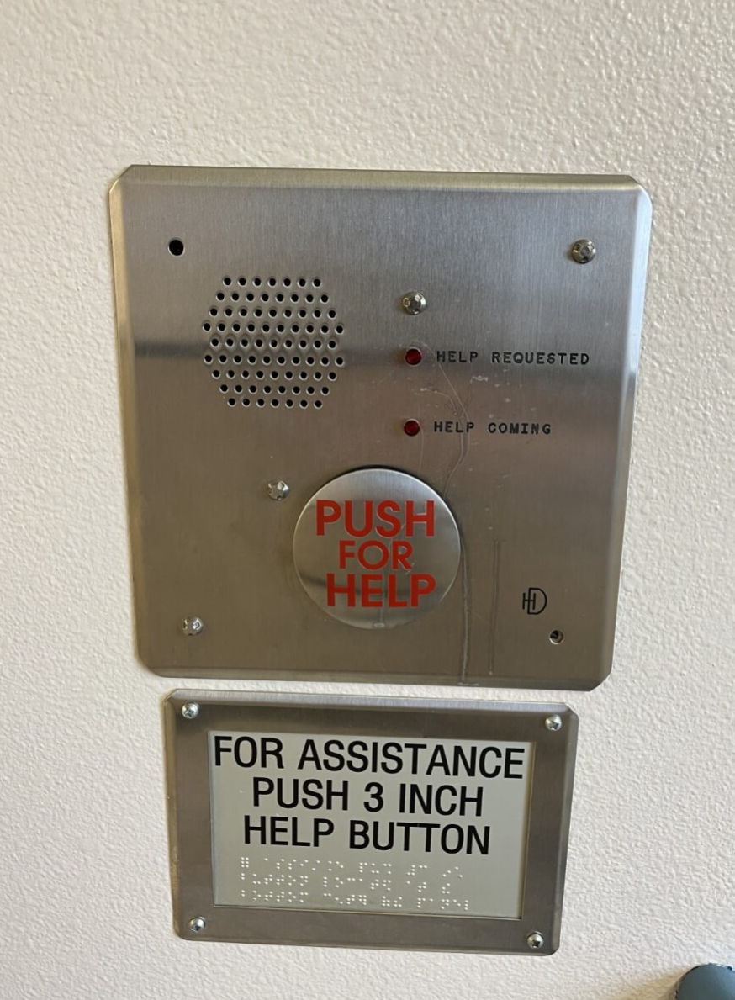 HELP REQUESTED
HELP COMING
PUSH
FOR
HELP
FOR ASSISTANCE
PUSH 3 INCH
HELP BUTTON